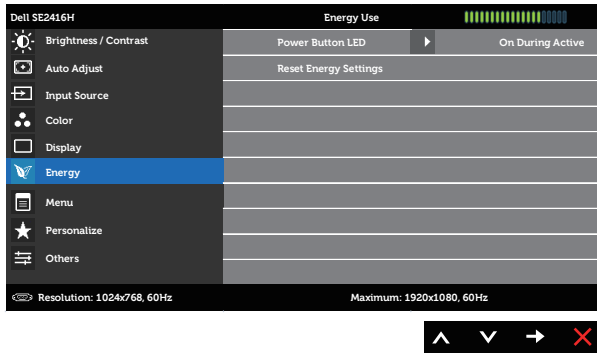 Dell SE2416H Energy Use
Brightness / Contrast
Power Button LED On During Active
Auto Adjust
Reset Energy Settings
Input Source
Color
Display
Energy
Menu
Personalize
Others
Resolution: 1024x768, 60Hz Maximum: 1920x1080, 60Hz